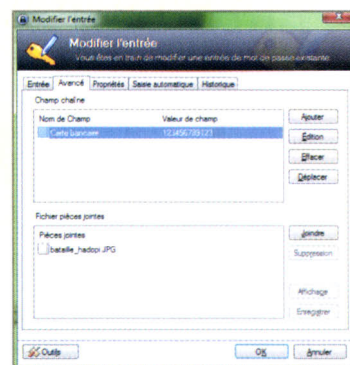 Modifier l'entrée
Modifier l'entrée
Vous êtes en train de modifier une entrée de mot de passe existante.
Entrée Avancé Propriétés Saisie automatique Historique
Champ chaîne
Nom de Champ Valeur de champ
Carte bancaire 123456789123
Ajouter
Édition
Effacer
Déplacer
Fichier pièces jointes
Pièces jointes
bataille_hadopi.JPG
Joindre
Suppression
Affichage
Enregistrer
Outils
OK
Annuler